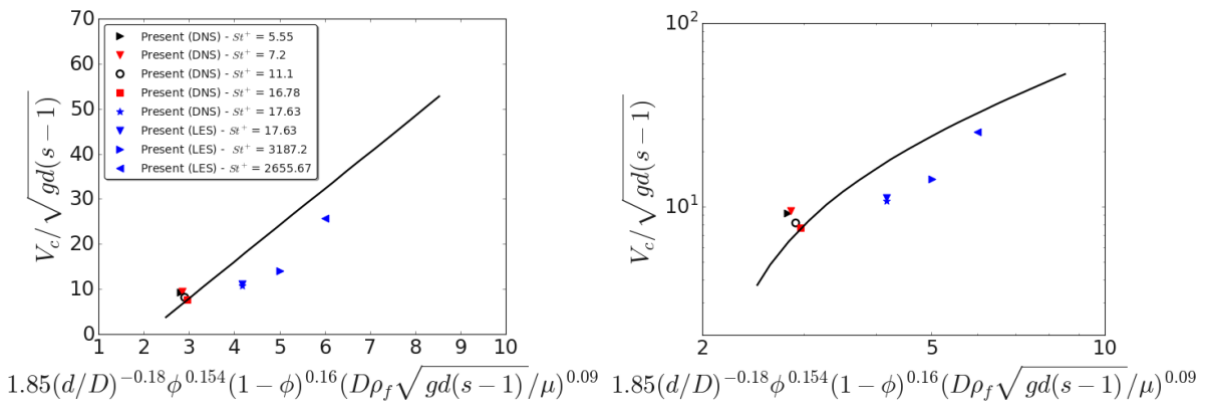 70
60
50
40
30
20
10
0
1 2 3 4 5 6 7 8 9 10
V_c/√gd(s − 1)
Present (DNS) - St⁺ = 5.55
Present (DNS) - St⁺ = 7.2
Present (DNS) - St⁺ = 11.1
Present (DNS) - St⁺ = 16.78
Present (DNS) - St⁺ = 17.63
Present (LES) - St⁺ = 17.63
Present (LES) - St⁺ = 3187.2
Present (LES) - St⁺ = 2655.67
1.85(d/D)^−0.18 ϕ^0.154 (1 − ϕ)^0.16 (Dρ_f √gd(s − 1)/μ)^0.09
10²
10¹
2 5 10
V_c/√gd(s − 1)
1.85(d/D)^−0.18 ϕ^0.154 (1 − ϕ)^0.16 (Dρ_f √gd(s − 1)/μ)^0.09